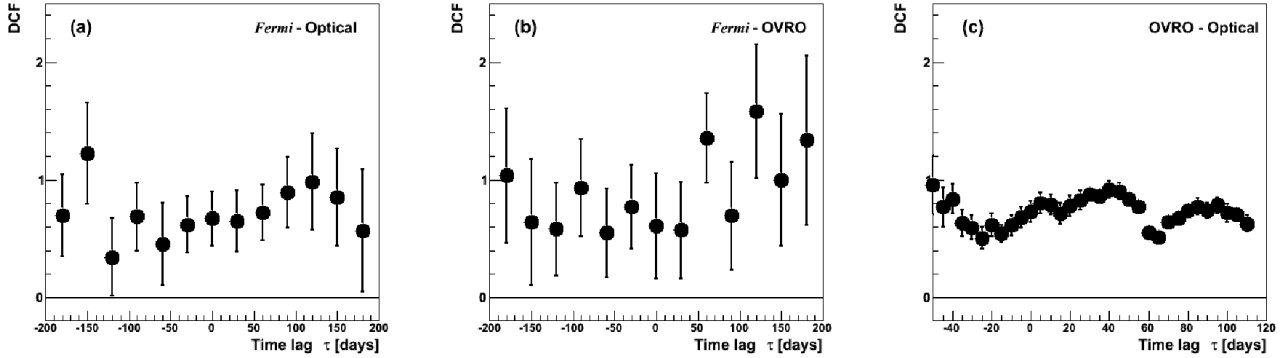 DCF
(a)
Fermi - Optical
2
1
0
-200 -150 -100 -50 0 50 100 150 200
Time lag τ [days]
DCF
(b)
Fermi - OVRO
2
1
0
-200 -150 -100 -50 0 50 100 150 200
Time lag τ [days]
DCF
(c)
OVRO - Optical
2
1
0
-40 -20 0 20 40 60 80 100 120
Time lag τ [days]